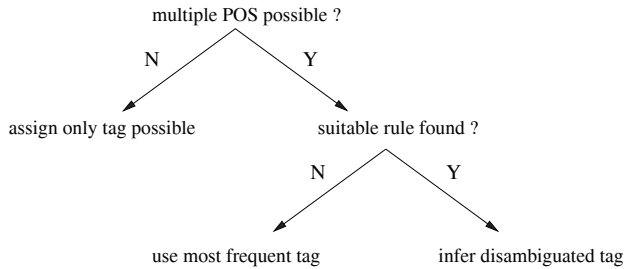 multiple POS possible ?
N
Y
assign only tag possible
suitable rule found ?
N
Y
use most frequent tag
infer disambiguated tag